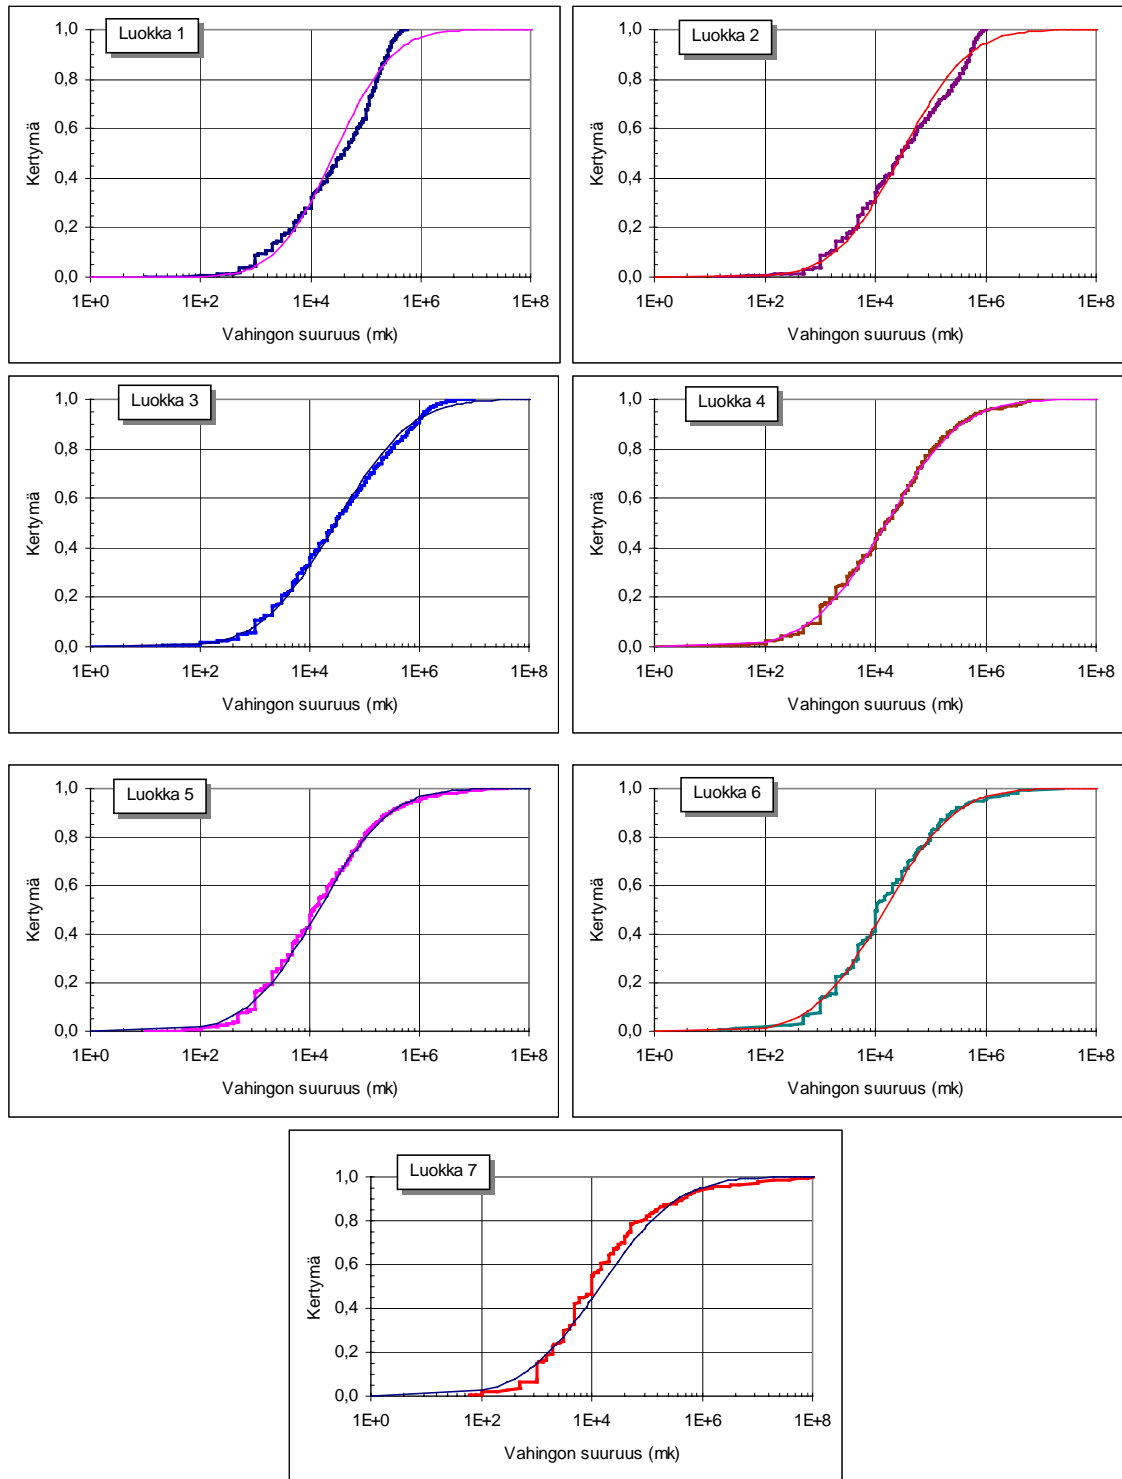 Luokka 1
Kertymä
1,0
0,8
0,6
0,4
0,2
0,0
1E+0 1E+2 1E+4 1E+6 1E+8
Vahingon suuruus (mk)
Luokka 2
Kertymä
1,0
0,8
0,6
0,4
0,2
0,0
1E+0 1E+2 1E+4 1E+6 1E+8
Vahingon suuruus (mk)
Luokka 3
Kertymä
1,0
0,8
0,6
0,4
0,2
0,0
1E+0 1E+2 1E+4 1E+6 1E+8
Vahingon suuruus (mk)
Luokka 4
Kertymä
1,0
0,8
0,6
0,4
0,2
0,0
1E+0 1E+2 1E+4 1E+6 1E+8
Vahingon suuruus (mk)
Luokka 5
Kertymä
1,0
0,8
0,6
0,4
0,2
0,0
1E+0 1E+2 1E+4 1E+6 1E+8
Vahingon suuruus (mk)
Luokka 6
Kertymä
1,0
0,8
0,6
0,4
0,2
0,0
1E+0 1E+2 1E+4 1E+6 1E+8
Vahingon suuruus (mk)
Luokka 7
Kertymä
1,0
0,8
0,6
0,4
0,2
0,0
1E+0 1E+2 1E+4 1E+6 1E+8
Vahingon suuruus (mk)